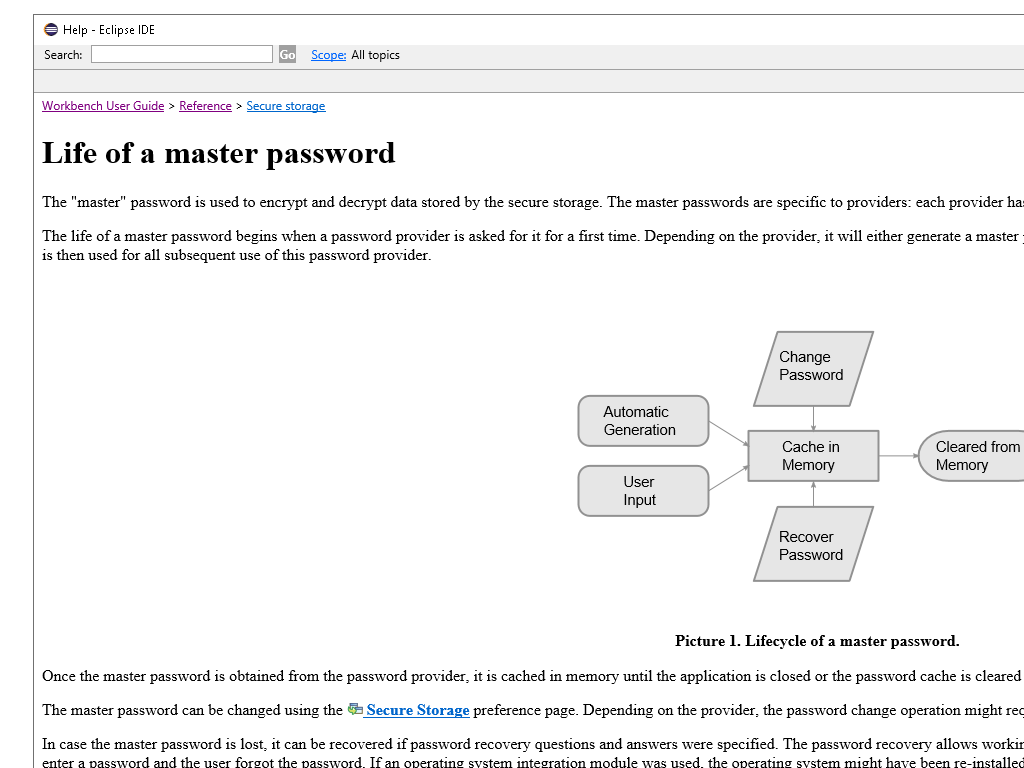 Help - Eclipse IDE
Search: Go Scope: All topics
Workbench User Guide > Reference > Secure storage
Life of a master password
The "master" password is used to encrypt and decrypt data stored by the secure storage. The master passwords are specific to providers: each provider has
The life of a master password begins when a password provider is asked for it for a first time. Depending on the provider, it will either generate a master
is then used for all subsequent use of this password provider.
Change
Password
Automatic
Generation
Cache in
Memory
Cleared from
Memory
User
Input
Recover
Password
Picture 1. Lifecycle of a master password.
Once the master password is obtained from the password provider, it is cached in memory until the application is closed or the password cache is cleared
The master password can be changed using the Secure Storage preference page. Depending on the provider, the password change operation might
In case the master password is lost, it can be recovered if password recovery questions and answers were specified. The password recovery allows
enter a password and the user forgot the password. If an operating system integration module was used, the operating system might have been re-installed